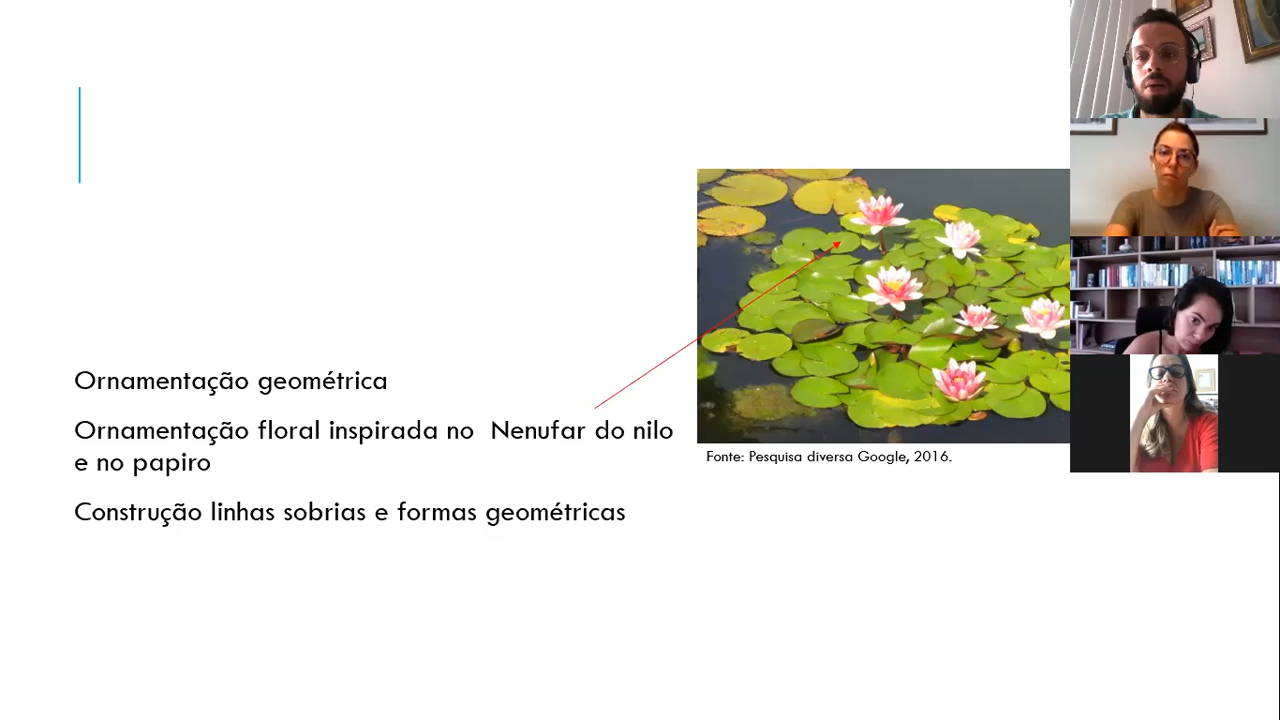 Ornamentação geométrica
Ornamentação floral inspirada no  Nenufar do nilo
e no papiro
Construção linhas sobrias e formas geométricas
Fonte: Pesquisa diversa Google, 2016.